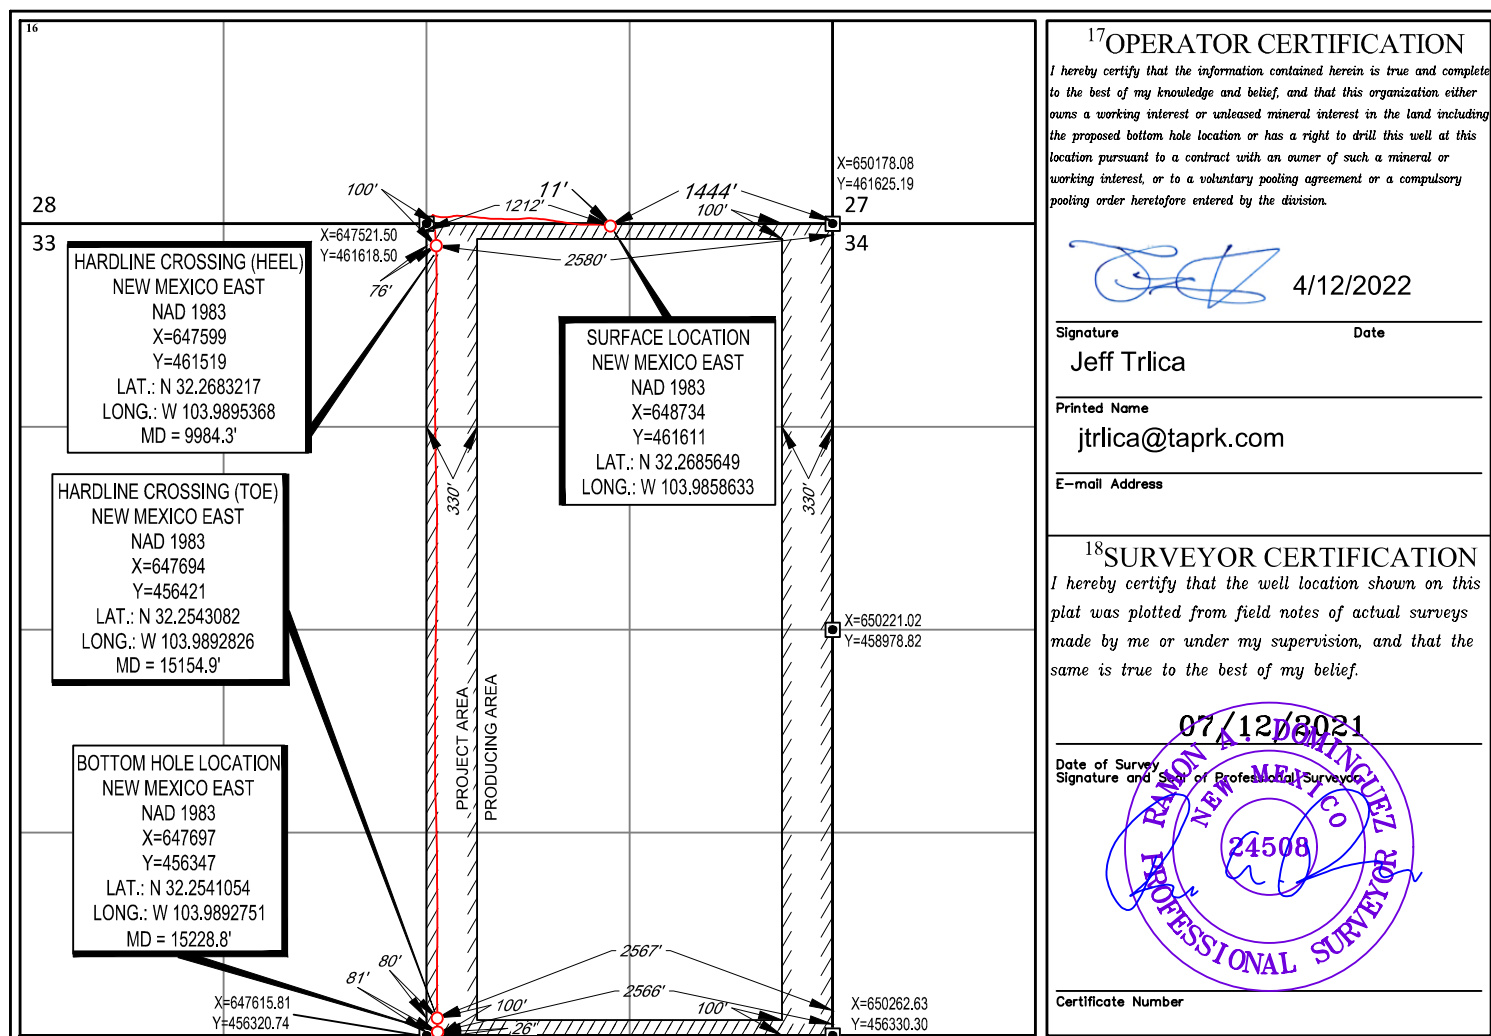 16
28
27
33
34
X=650178.08
Y=461625.19
100'
11'
1444'
1212'
100'
X=647521.50
Y=461618.50
2580'
76'
HARDLINE CROSSING (HEEL)
NEW MEXICO EAST
NAD 1983
X=647599
Y=461519
LAT.: N 32.2683217
LONG.: W 103.9895368
MD = 9984.3'
SURFACE LOCATION
NEW MEXICO EAST
NAD 1983
X=648734
Y=461611
LAT.: N 32.2685649
LONG.: W 103.9858633
330'
330'
HARDLINE CROSSING (TOE)
NEW MEXICO EAST
NAD 1983
X=647694
Y=456421
LAT.: N 32.2543082
LONG.: W 103.9892826
MD = 15154.9'
X=650221.02
Y=458978.82
PROJECT AREA
PRODUCING AREA
BOTTOM HOLE LOCATION
NEW MEXICO EAST
NAD 1983
X=647697
Y=456347
LAT.: N 32.2541054
LONG.: W 103.9892751
MD = 15228.8'
2567'
80'
81'
2566'
100'
100'
26"
X=647615.81
Y=456320.74
X=650262.63
Y=456330.30
17 OPERATOR CERTIFICATION
I hereby certify that the information contained herein is true and complete
to the best of my knowledge and belief, and that this organization either
owns a working interest or unleased mineral interest in the land including
the proposed bottom hole location or has a right to drill this well at this
location pursuant to a contract with an owner of such a mineral or
working interest, or to a voluntary pooling agreement or a compulsory
pooling order heretofore entered by the division.
4/12/2022
Signature Date
Jeff Trlica
Printed Name
jtrlica@taprk.com
E-mail Address
18 SURVEYOR CERTIFICATION
I hereby certify that the well location shown on this
plat was plotted from field notes of actual surveys
made by me or under my supervision, and that the
same is true to the best of my belief.
07/12/2021
Date of Survey
Signature and Seal of Professional Surveyor
RAMON A. DOMINGUEZ
NEW MEXICO
24508
PROFESSIONAL SURVEYOR
Certificate Number